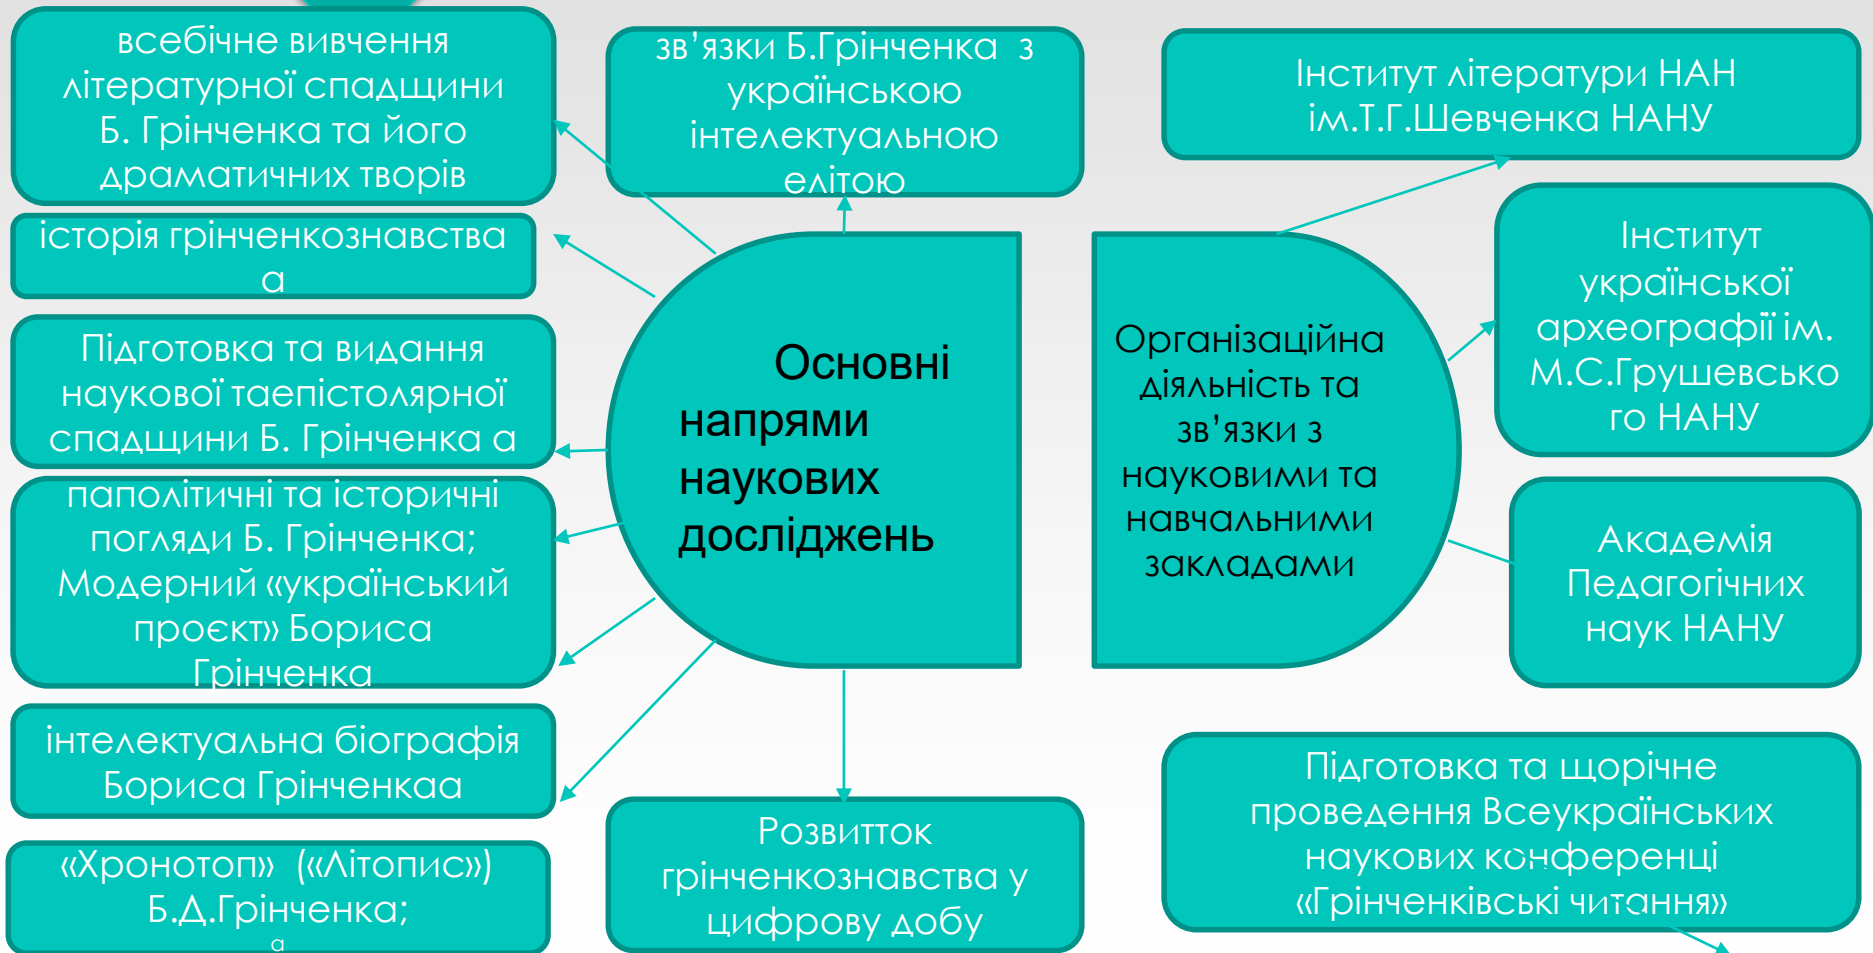 всебічне вивчення
літературної спадщини
Б. Грінченка та його
драматичних творів
історія грінченкознавства
а
Підготовка та видання
наукової таепістолярної
спадщини Б. Грінченка а
паполітичні та історичні
погляди Б. Грінченка;
Модерний «український
проєкт» Бориса
Грінченка
інтелектуальна біографія
Бориса Грінченкаа
«Хронотоп» («Літопис»)
Б.Д.Грінченка;
а
зв’язки Б.Грінченка з
українською
інтелектуальною
елітою
Основні
напрями
наукових
досліджень
Розвитток
грінченкознавства у
цифрову добу
Організаційна
діяльність та
зв’язки з
науковими та
навчальними
закладами
Інститут літератури НАН
ім.Т.Г.Шевченка НАНУ
Інститут
української
археографії ім.
М.С.Грушевсько
го НАНУ
Академія
Педагогічних
наук НАНУ
Підготовка та щорічне
проведення Всеукраїнських
наукових конференці
«Грінченківські читання»